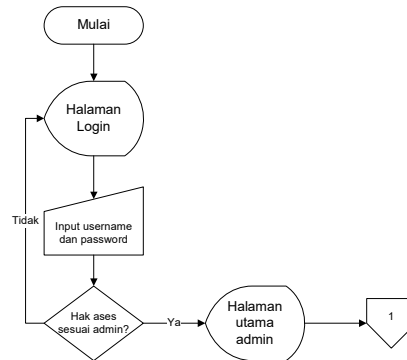 Mulai
Halaman
Login
Tidak
Input username
dan password
Hak ases
sesuai admin?
Ya
Halaman
utama
admin
1